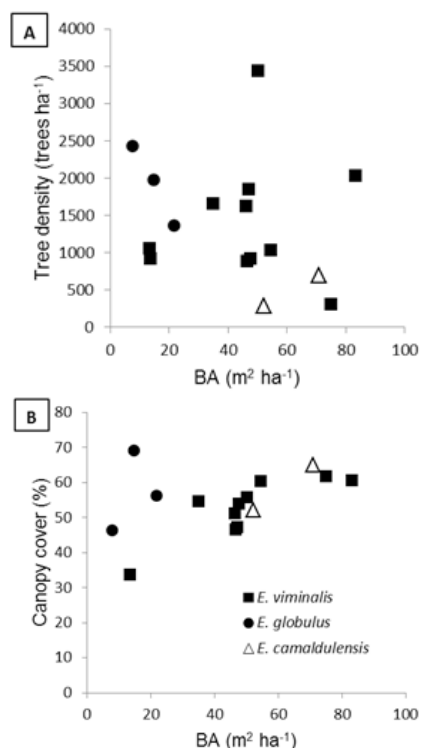 A
4000
3500
3000
2500
2000
1500
1000
500
0
Tree density (trees ha⁻¹)
0 20 40 60 80 100
BA (m² ha⁻¹)
B
80
70
60
50
40
30
20
10
0
Canopy cover (%)
E. viminalis
E. globulus
E. camaldulensis
0 20 40 60 80 100
BA (m² ha⁻¹)